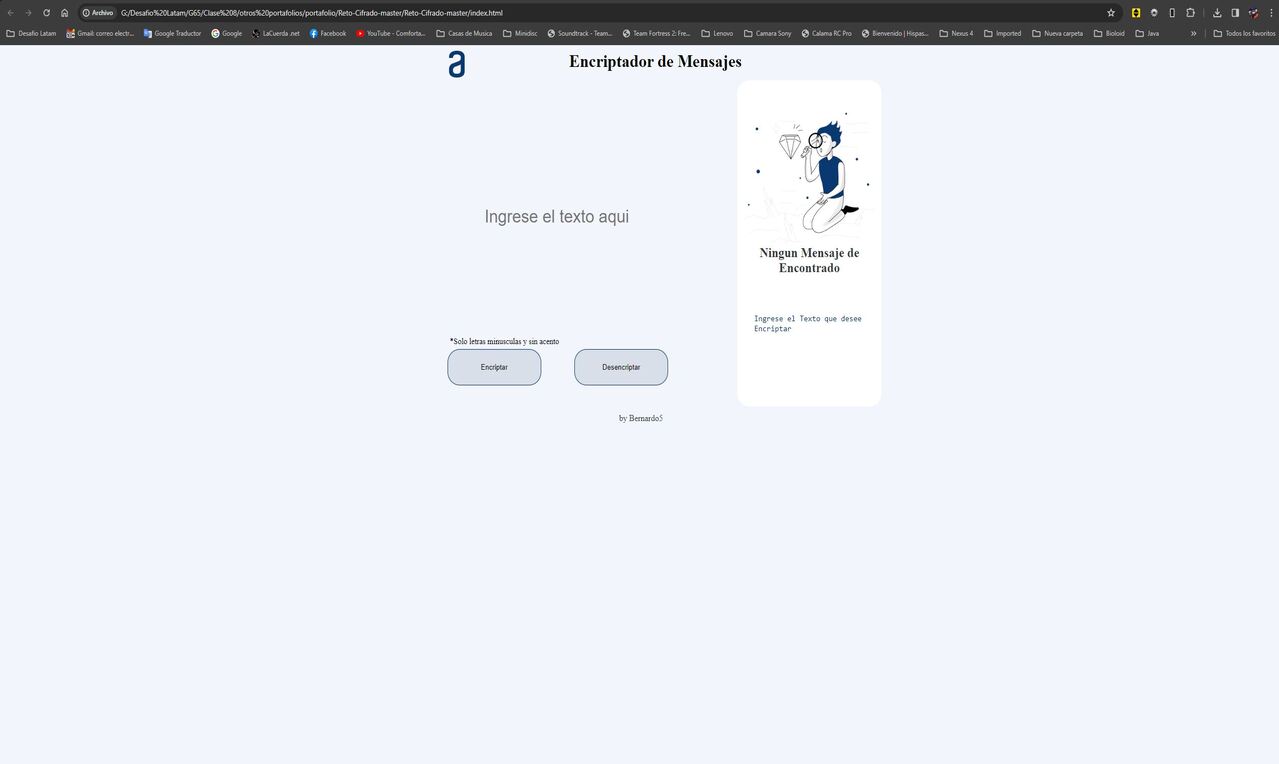 Archivo G:/Desafio%20Latam/G65/Clase%208/otros%20portafolios/portafolio/Reto-Cifrado-master/Reto-Cifrado-master/index.html
Desafio Latam Gmail: correo electr... Google Traductor Google LaCuerda .net Facebook YouTube - Comforta... Casas de Musica Minidisc Soundtrack - Team... Team Fortress 2: Fre... Lenovo Camara Sony Calama RC Pro Bienvenido | Hispas... Nexus 4 Imported Nueva carpeta Bioloid Java » Todos los favoritos
a
Encriptador de Mensajes
Ingrese el texto aqui
*Solo letras minusculas y sin acento
Encriptar Desencriptar
Ningun Mensaje de
Encontrado
Ingrese el Texto que desee
Encriptar
by Bernardo5